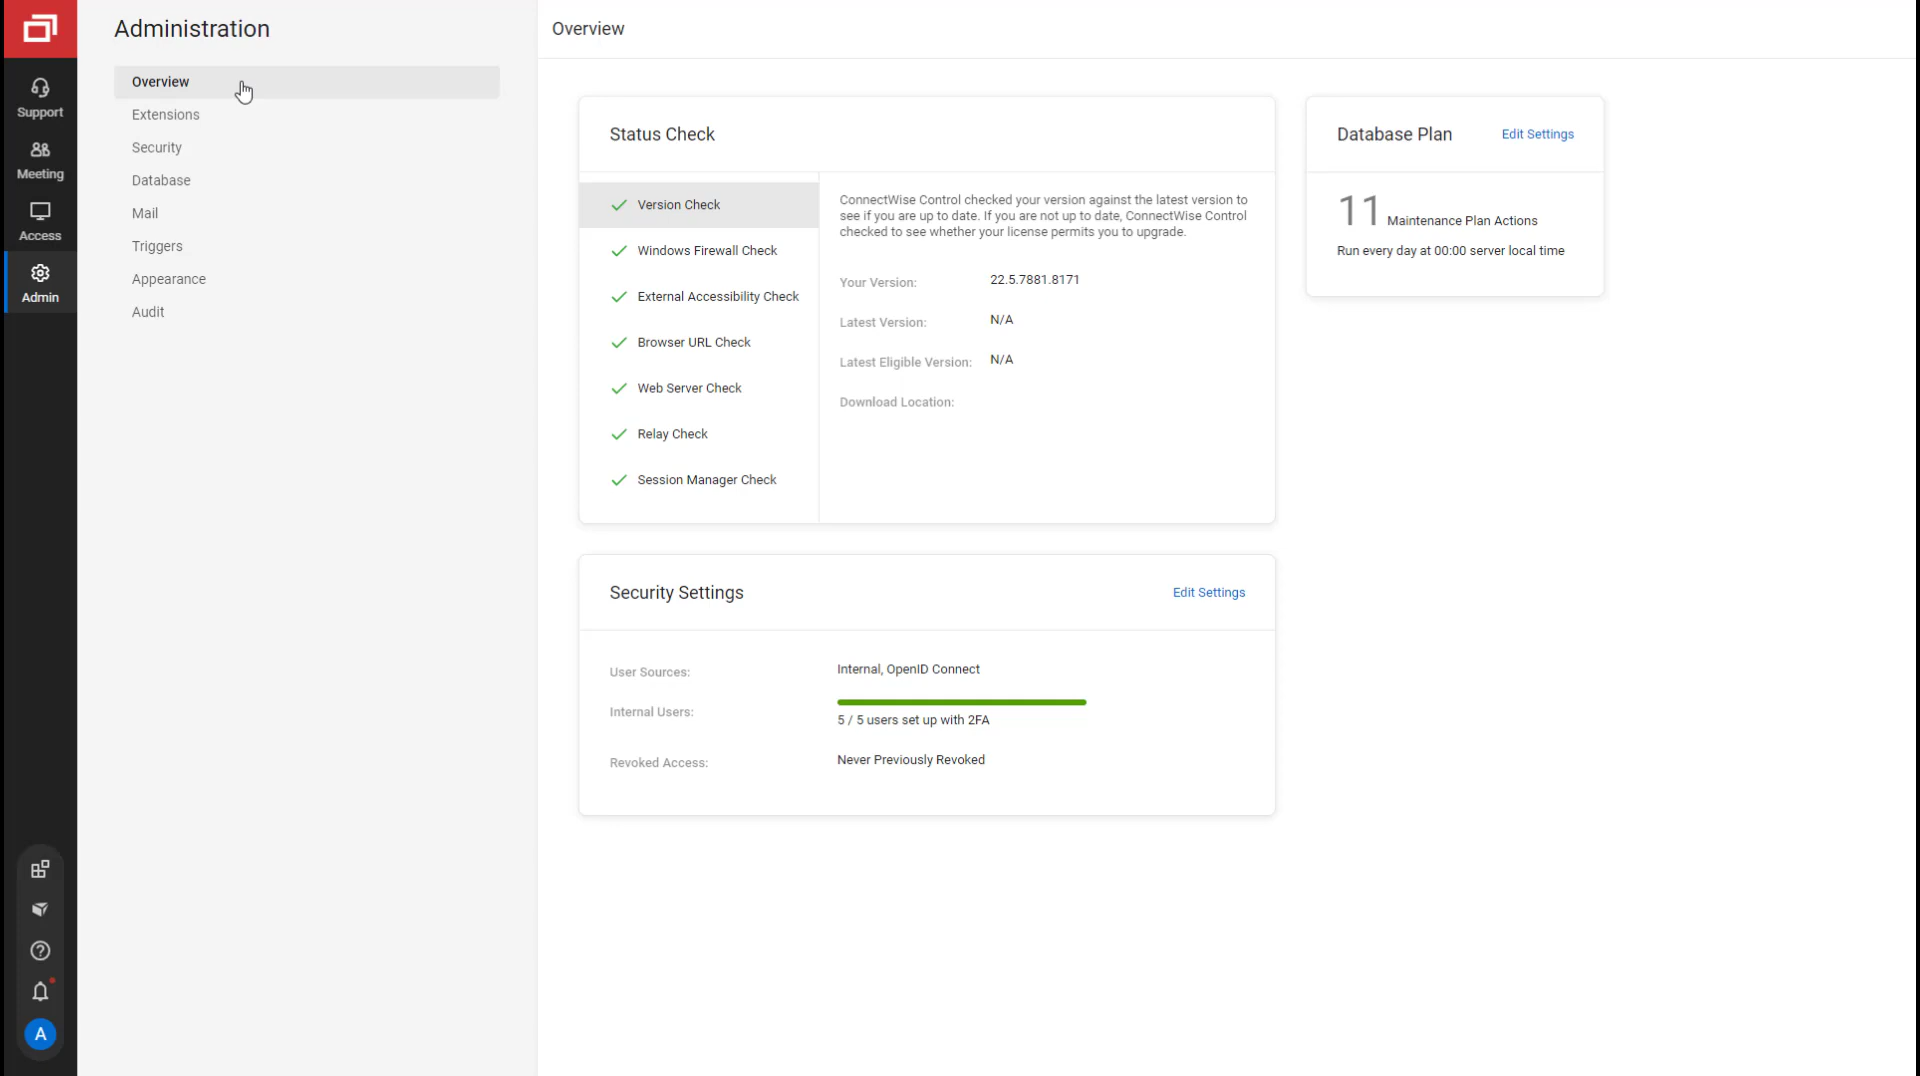 Administration
Overview
Extensions
Security
Database
Mail
Triggers
Appearance
Audit
Support
Meeting
Access
Admin
A
Overview
Status Check
Version Check
Windows Firewall Check
External Accessibility Check
Browser URL Check
Web Server Check
Relay Check
Session Manager Check
ConnectWise Control checked your version against the latest version to
see if you are up to date. If you are not up to date, ConnectWise Control
checked to see whether your license permits you to upgrade.
Your Version: 22.5.7881.8171
Latest Version: N/A
Latest Eligible Version: N/A
Download Location:
Database Plan Edit Settings
11 Maintenance Plan Actions
Run every day at 00:00 server local time
Security Settings Edit Settings
User Sources: Internal, OpenID Connect
Internal Users: 5 / 5 users set up with 2FA
Revoked Access: Never Previously Revoked